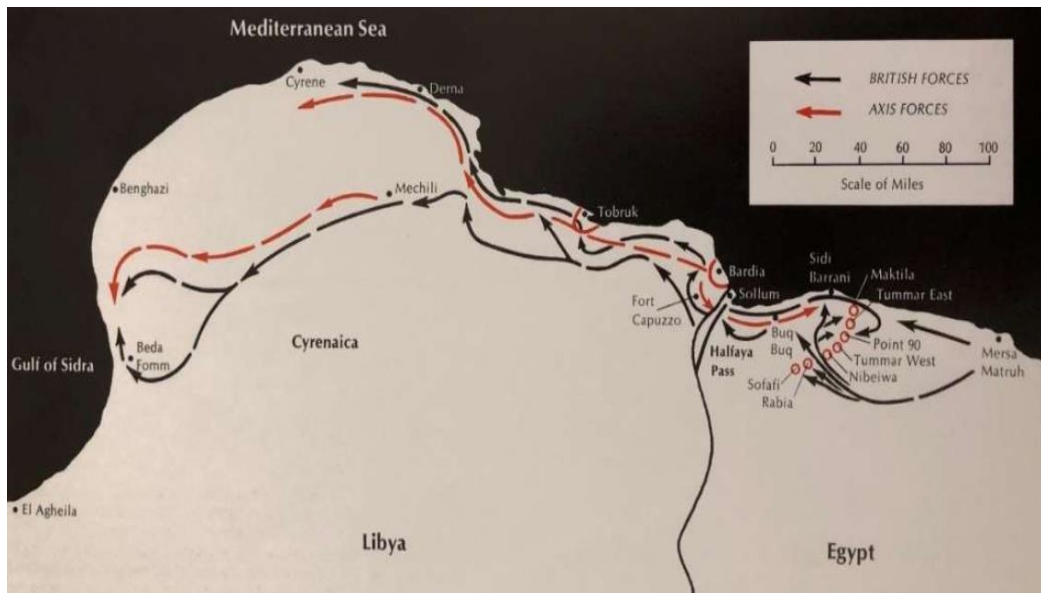 Mediterranean Sea
Cyrene
Derna
BRITISH FORCES
AXIS FORCES
0 20 40 60 80 100
Scale of Miles
Benghazi
Mechili
Tobruk
Bardia
Sollum
Fort
Capuzzo
Sidi
Barrani
Maktila
Tummar East
Buq
Buq
Point 90
Tummar West
Nibeiwa
Mersa
Matruh
Halfaya
Pass
Sofafi
Rabia
Cyrenaica
Gulf of Sidra
Beda
Fomm
El Agheila
Libya
Egypt